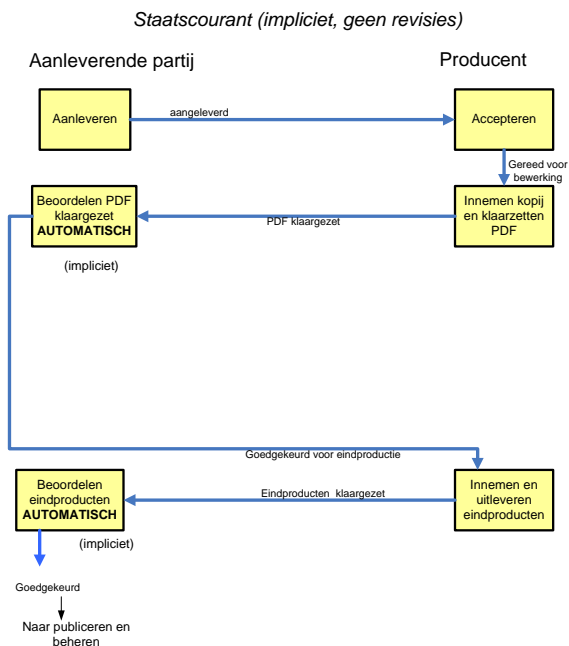 Staatscourant (impliciet, geen revisies)
Aanleverende partij
Producent
Aanleveren
aangeleverd
Accepteren
Gereed voor
bewerking
Beoordelen PDF
klaargezet
AUTOMATISCH
PDF klaargezet
Innemen kopij
en klaarzetten
PDF
(impliciet)
Goedgekeurd voor eindproductie
Beoordelen
eindproducten
AUTOMATISCH
Eindproducten klaargezet
Innemen en
uitleveren
eindproducten
(impliciet)
Goedgekeurd
Naar publiceren en
beheren